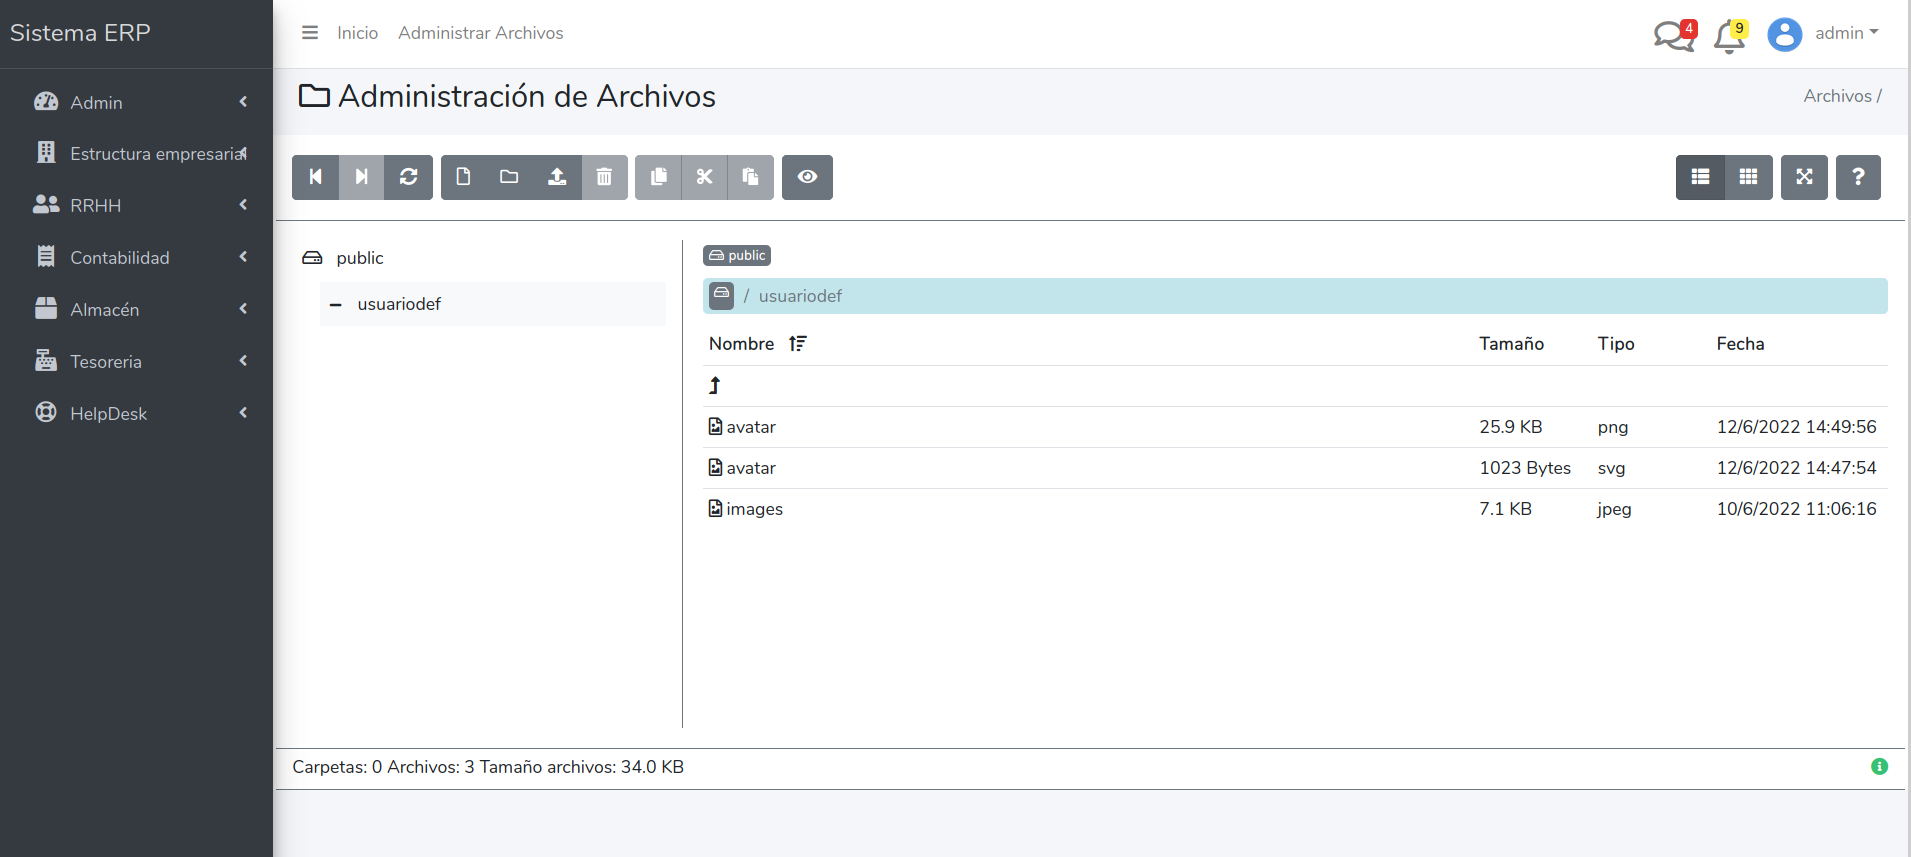 Sistema ERP
Inicio Administrar Archivos
4
9
admin
Admin
Estructura empresarial
RRHH
Contabilidad
Almacén
Tesoreria
HelpDesk
Administración de Archivos
Archivos /
?
public
usuariodef
public
/ usuariodef
Nombre Tamaño Tipo Fecha
avatar 25.9 KB png 12/6/2022 14:49:56
avatar 1023 Bytes svg 12/6/2022 14:47:54
images 7.1 KB jpeg 10/6/2022 11:06:16
Carpetas: 0 Archivos: 3 Tamaño archivos: 34.0 KB